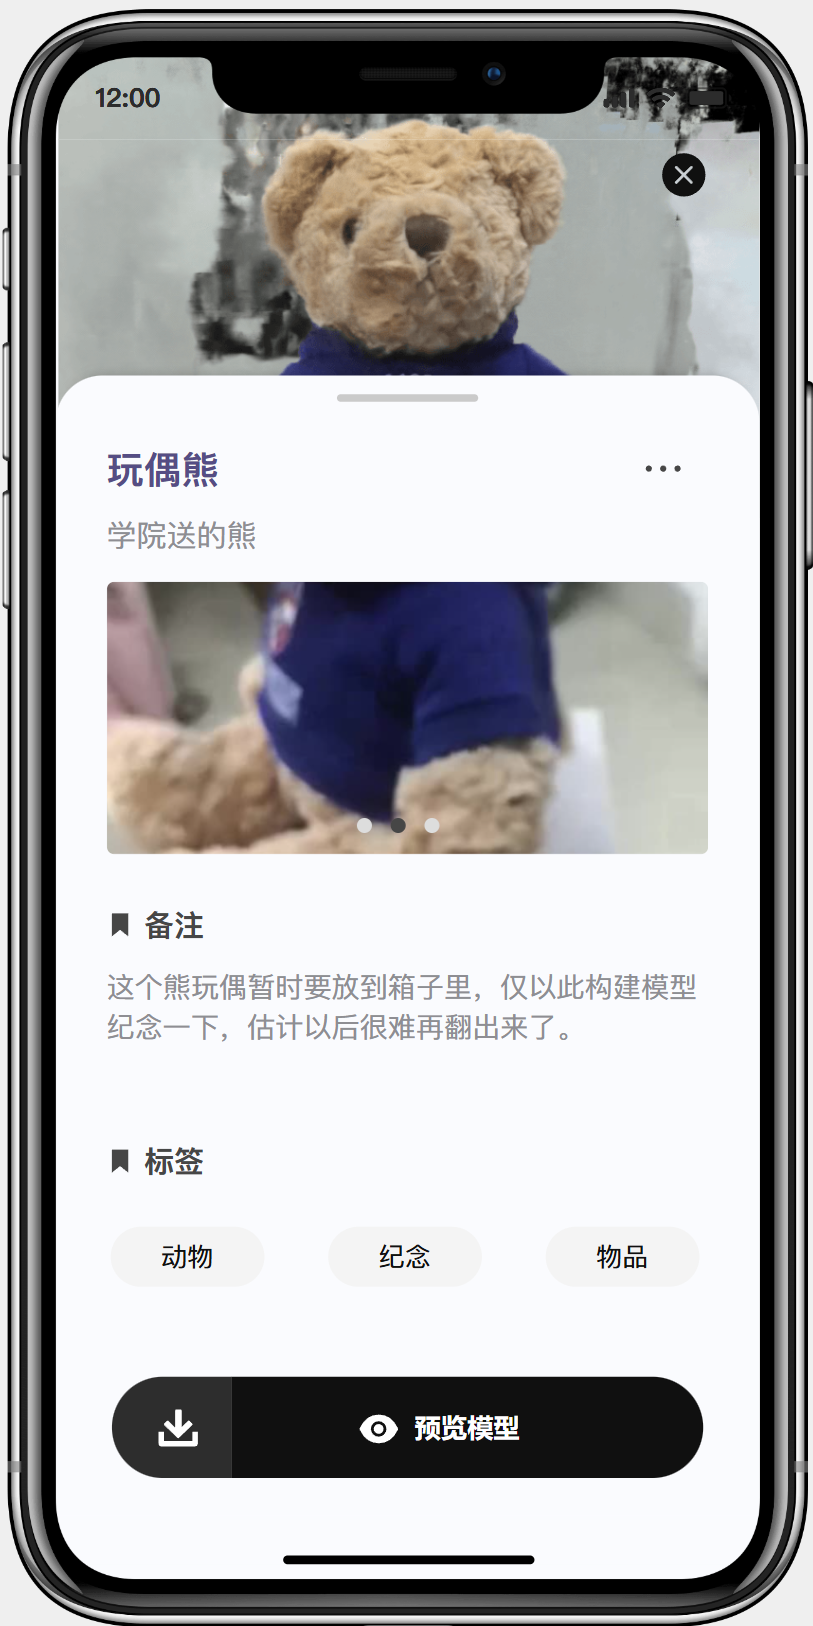 12:00
玩偶熊
学院送的熊
备注
这个熊玩偶暂时要放到箱子里，仅以此构建模型
纪念一下，估计以后很难再翻出来了。
标签
动物 纪念 物品
预览模型